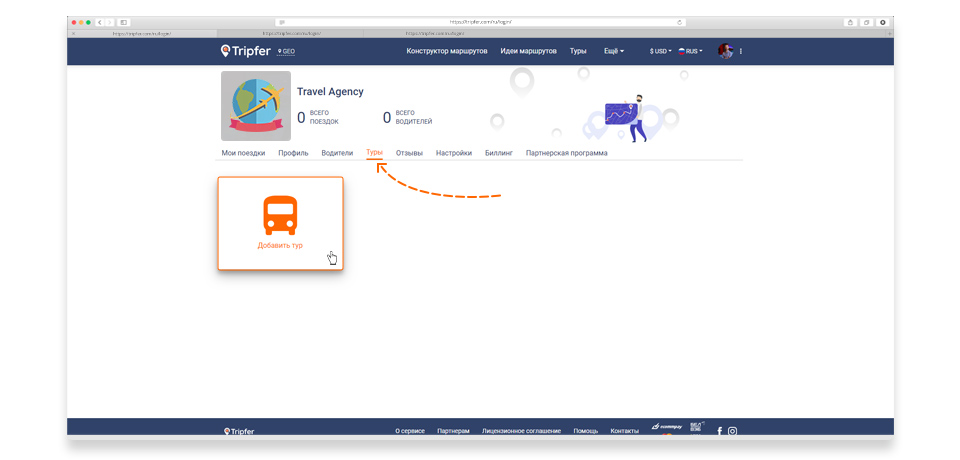 https://tripfer.com/ru/login/
https://tripfer.com/ru/login/
https://tripfer.com/ru/login/
https://tripfer.com/ru/login/
Tripfer GEO Конструктор маршрутов Идеи маршрутов Туры Ещё $ USD RUS
Travel Agency
0 ВСЕГО ПОЕЗДОК 0 ВСЕГО ВОДИТЕЛЕЙ
Мои поездки Профиль Водители Туры Отзывы Настройки Биллинг Партнерская программа
Добавить тур
Tripfer О сервисе Партнерам Лицензионное соглашение Помощь Контакты ecommpay